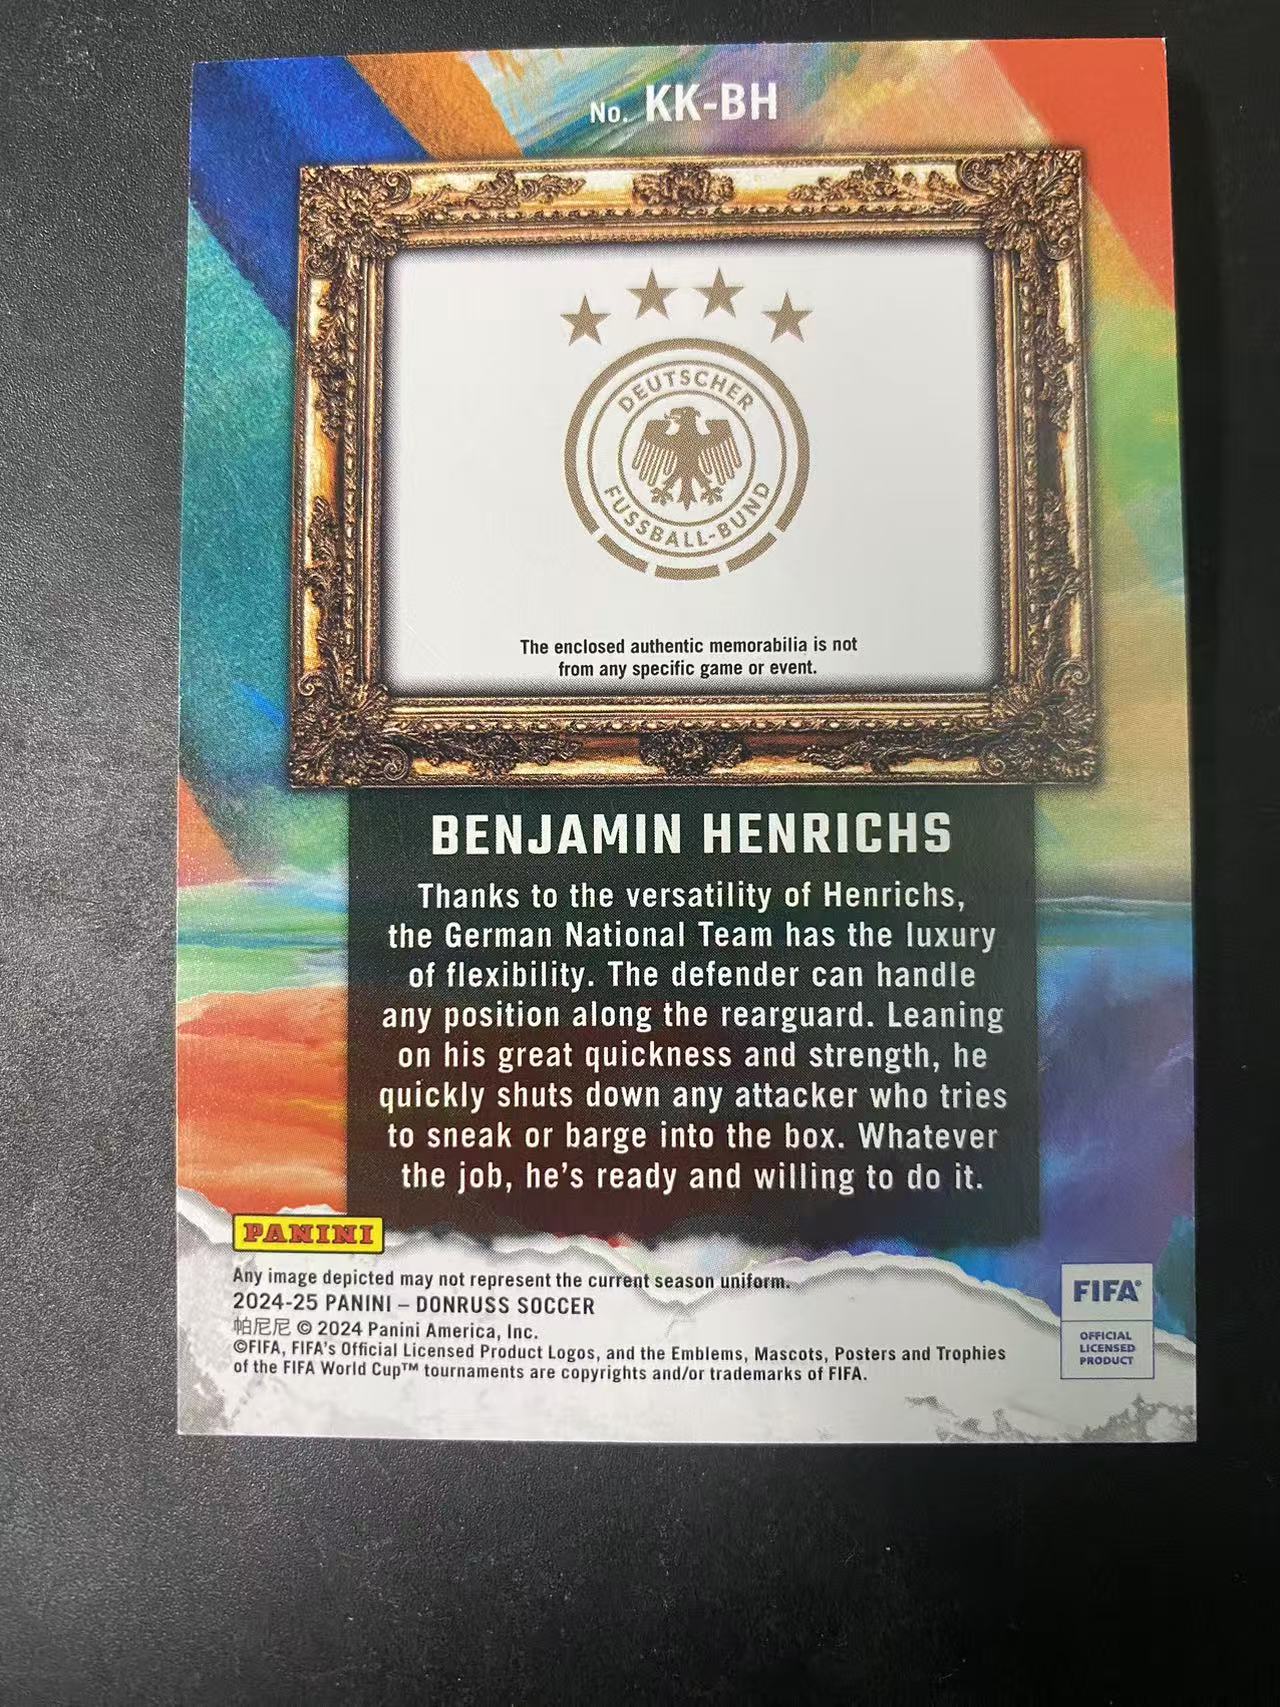 No. KK-BH
DEUTSCHER
FUSSBALL-BUND
The enclosed authentic memorabilia is not
from any specific game or event.
BENJAMIN HENRICHS
Thanks to the versatility of Henrichs,
the German National Team has the luxury
of flexibility. The defender can handle
any position along the rearguard. Leaning
on his great quickness and strength, he
quickly shuts down any attacker who tries
to sneak or barge into the box. Whatever
the job, he's ready and willing to do it.
PANINI
Any image depicted may not represent the current season uniform.
2024-25 PANINI – DONRUSS SOCCER
帕尼尼 © 2024 Panini America, Inc.
©FIFA, FIFA's Official Licensed Product Logos, and the Emblems, Mascots, Posters and Trophies
of the FIFA World Cup™ tournaments are copyrights and/or trademarks of FIFA.
FIFA®
OFFICIAL
LICENSED
PRODUCT